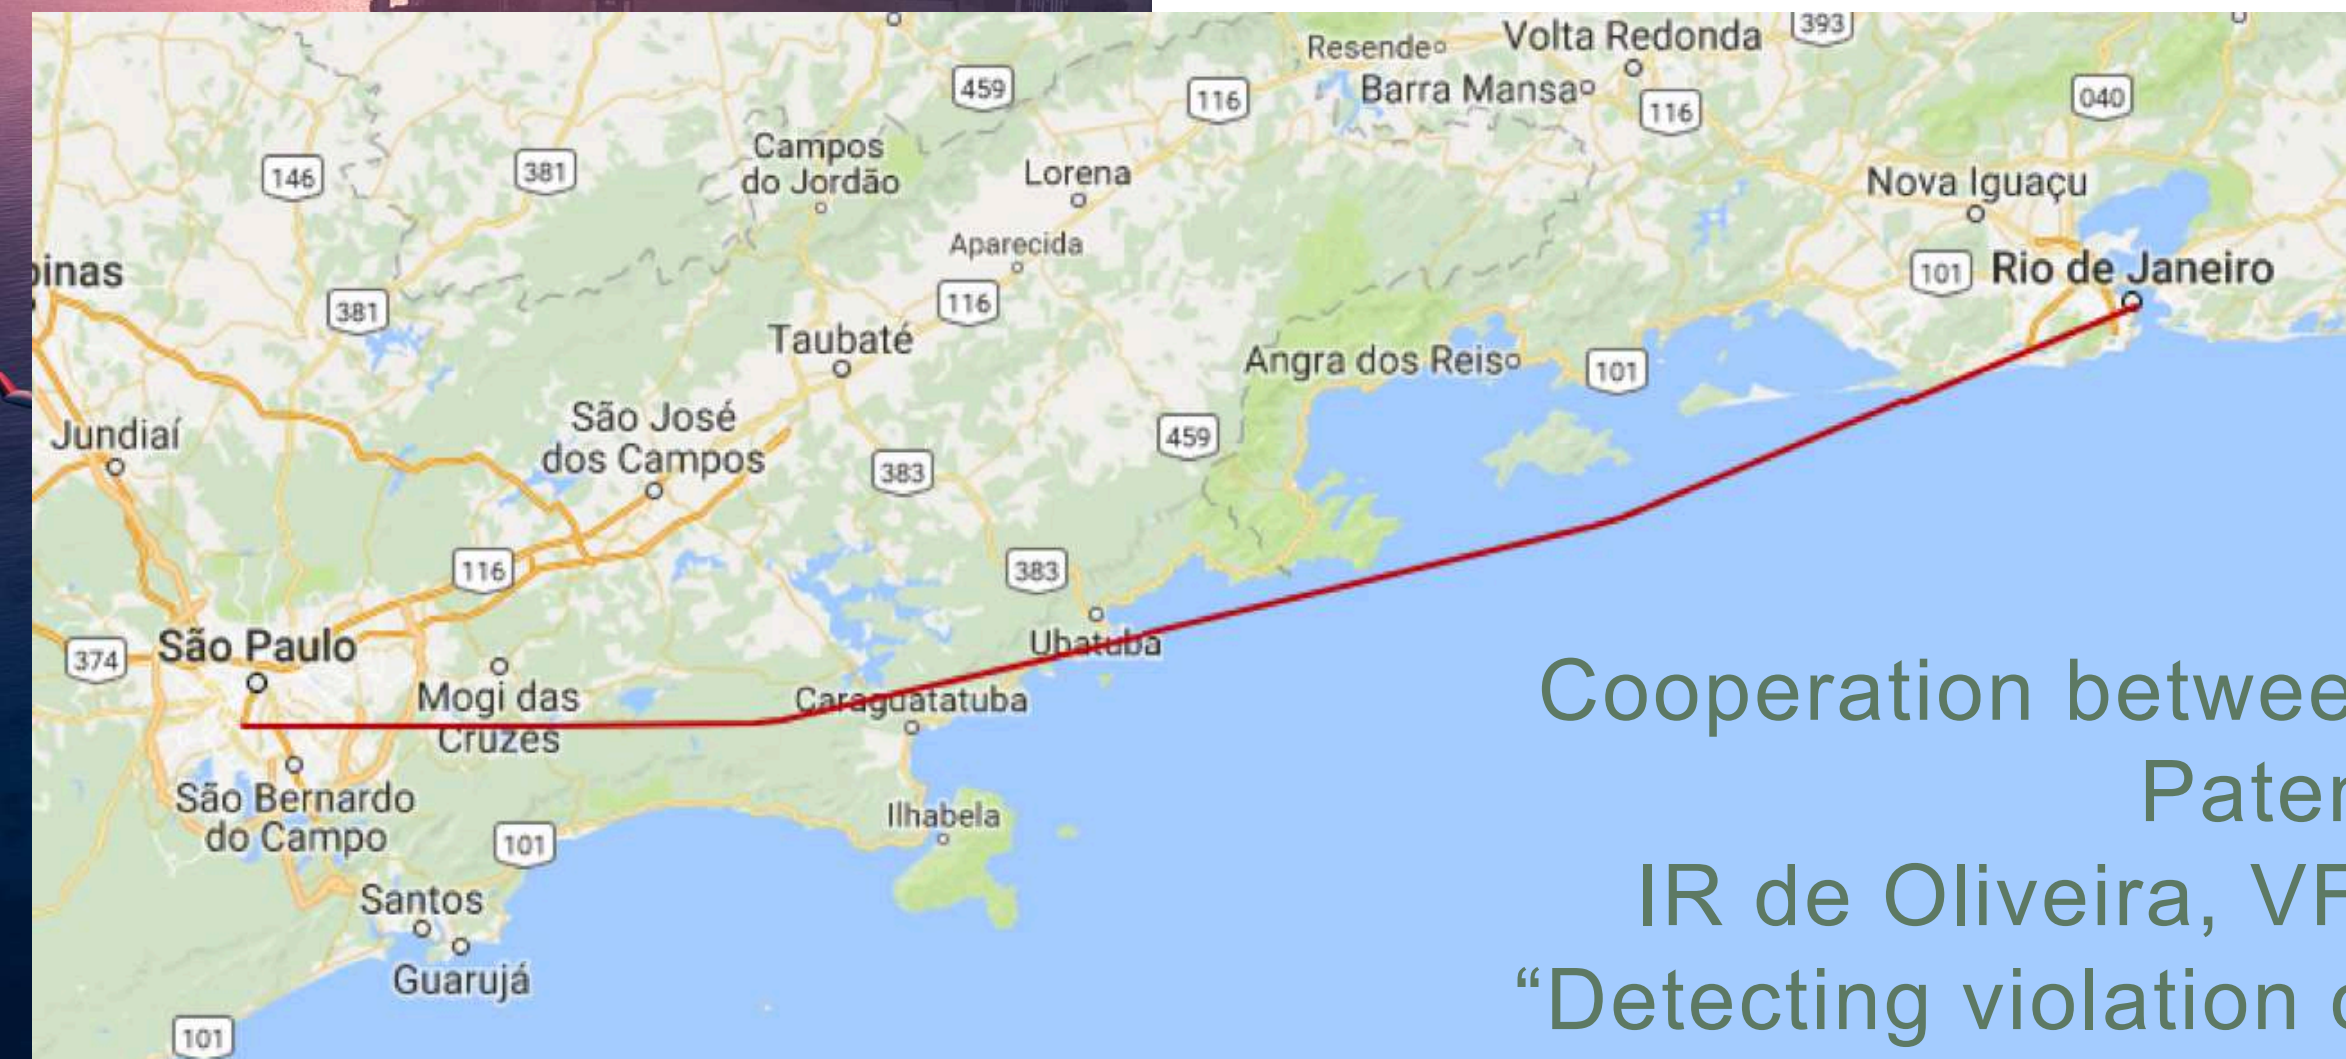 393
Volta Redonda
Resende
459
116
Barra Mansa
116
040
Campos
do Jordão
146
381
Lorena
Nova Iguaçu
Aparecida
inas
101
Rio de Janeiro
381
116
Taubaté
Angra dos Reis
101
São José
dos Campos
Jundiaí
459
383
116
383
São Paulo
374
Ubatuba
Mogi das
Cruzes
Caraguatatuba
São Bernardo
do Campo
Ilhabela
101
Santos
Guarujá
101
Cooperation betwee
Pater
IR de Oliveira, VF
“Detecting violation